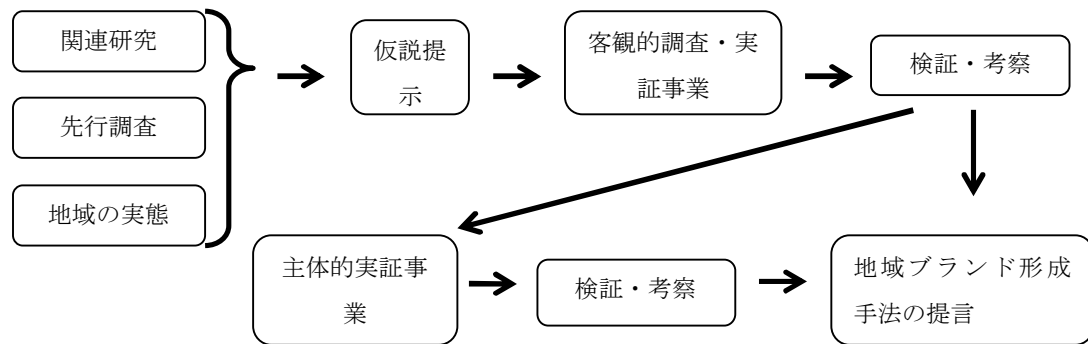 関連研究
先行調査
地域の実態
仮説提
示
客観的調査・実
証事業
検証・考察
主体的実証事
業
検証・考察
地域ブランド形成
手法の提言